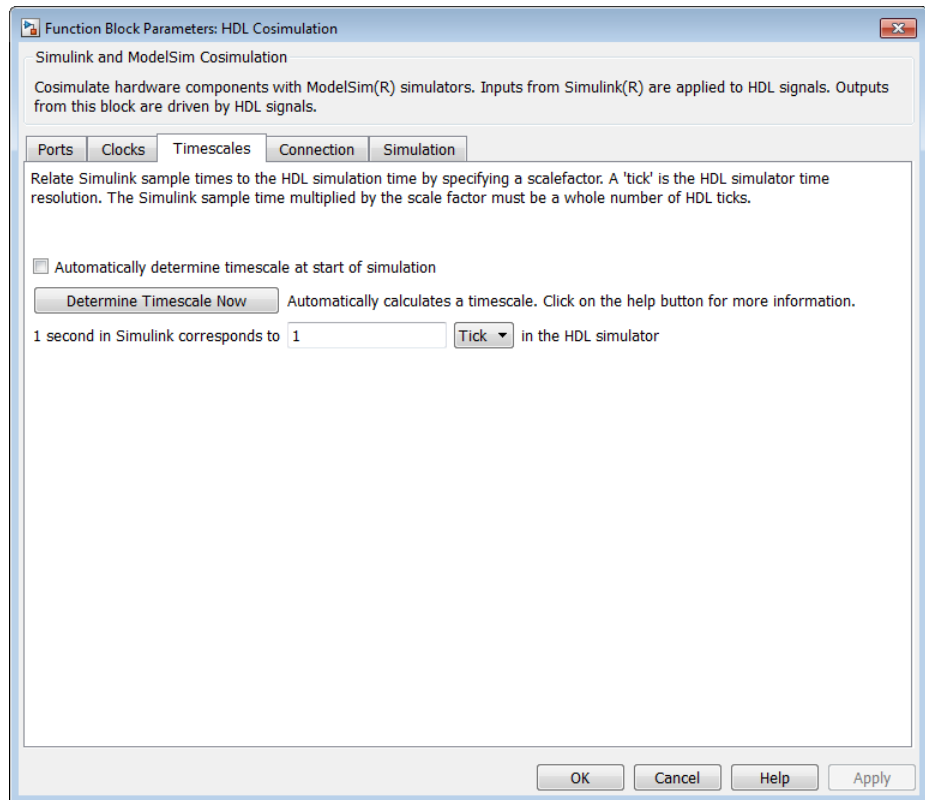 Function Block Parameters: HDL Cosimulation
Simulink and ModelSim Cosimulation
Cosimulate hardware components with ModelSim(R) simulators. Inputs from Simulink(R) are applied to HDL signals. Outputs
from this block are driven by HDL signals.
Ports Clocks Timescales Connection Simulation
Relate Simulink sample times to the HDL simulation time by specifying a scalefactor. A 'tick' is the HDL simulator time
resolution. The Simulink sample time multiplied by the scale factor must be a whole number of HDL ticks.
Automatically determine timescale at start of simulation
Determine Timescale Now Automatically calculates a timescale. Click on the help button for more information.
1 second in Simulink corresponds to 1 Tick in the HDL simulator
OK Cancel Help Apply